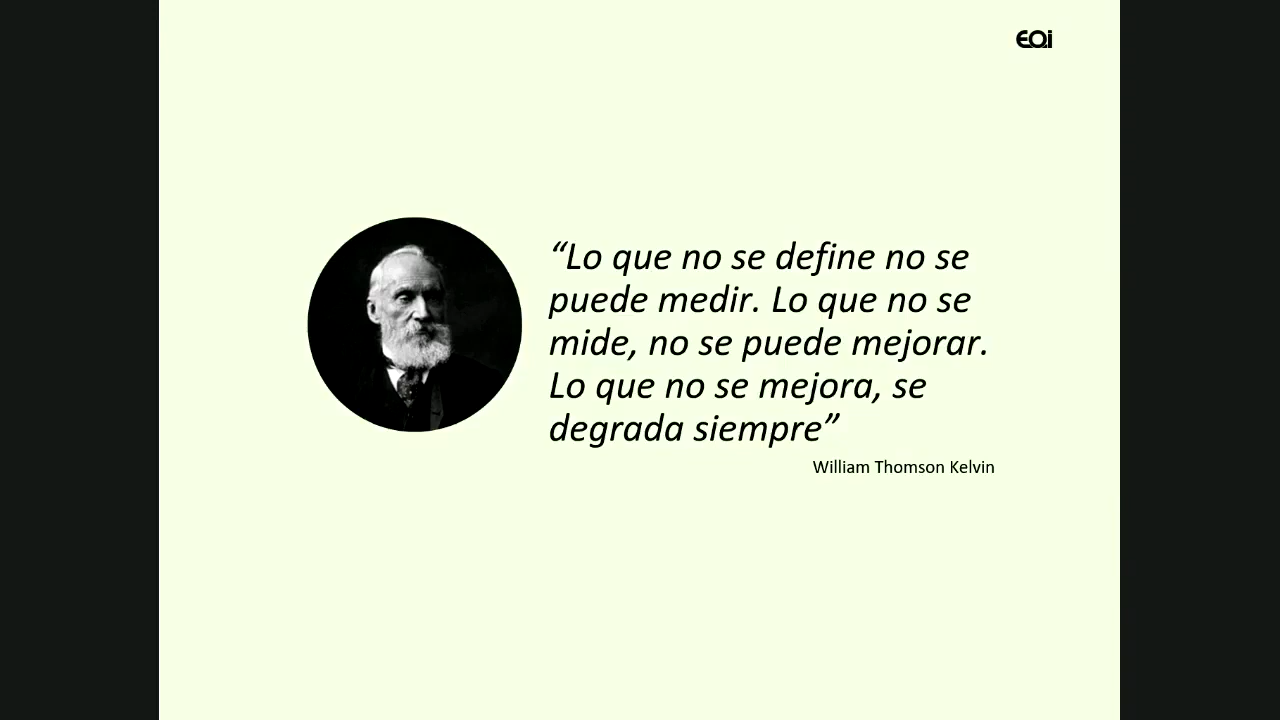 EQi
“Lo que no se define no se
puede medir. Lo que no se
mide, no se puede mejorar.
Lo que no se mejora, se
degrada siempre”
William Thomson Kelvin